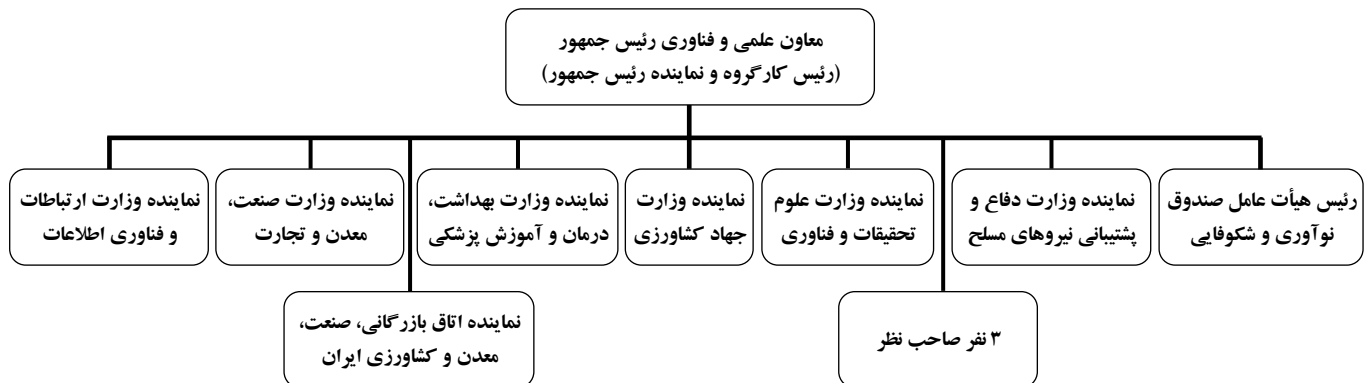 معاون علمی و فناوری رئیس جمهور
(رئیس کارگروه و نماینده رئیس جمهور)
رئیس هیأت عامل صندوق
نوآوری و شکوفایی
نماینده وزارت دفاع و
پشتیبانی نیروهای مسلح
نماینده وزارت علوم
تحقیقات و فناوری
نماینده وزارت
جهاد کشاورزی
نماینده وزارت بهداشت،
درمان و آموزش پزشکی
نماینده وزارت صنعت،
معدن و تجارت
نماینده وزارت ارتباطات
و فناوری اطلاعات
۳ نفر صاحب نظر
نماینده اتاق بازرگانی، صنعت،
معدن و کشاورزی ایران